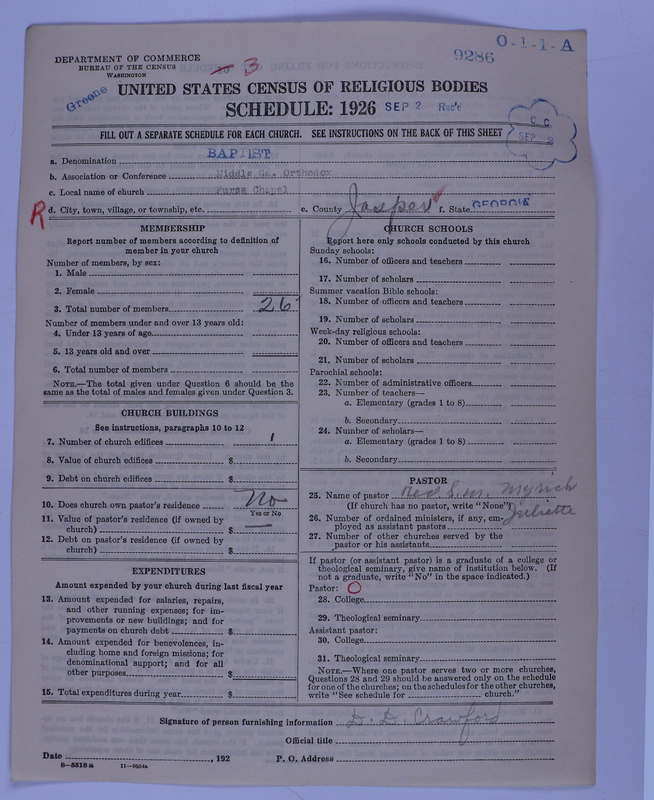 O-1-1-A
9286
DEPARTMENT OF COMMERCE
BUREAU OF THE CENSUS
WASHINGTON
3
Greene
UNITED STATES CENSUS OF RELIGIOUS BODIES
SCHEDULE: 1926 SEP 2 Rec'd
C. C.
SEP 2
FILL OUT A SEPARATE SCHEDULE FOR EACH CHURCH. SEE INSTRUCTIONS ON THE BACK OF THIS SHEET
a. Denomination BAPTIST
b. Association or Conference Middle Ga. Orthodox
c. Local name of church Furse Chapel
R d. City, town, village, or township, etc. e. County Jasper f. State GEORGIA
MEMBERSHIP
Report number of members according to definition of
member in your church
Number of members, by sex:
1. Male
2. Female
3. Total number of members 26
Number of members under and over 13 years old:
4. Under 13 years of age
5. 13 years old and over
6. Total number of members
NOTE.—The total given under Question 6 should be the
same as the total of males and females given under Question 3.
CHURCH BUILDINGS
See instructions, paragraphs 10 to 12
7. Number of church edifices 1
8. Value of church edifices $
9. Debt on church edifices $
10. Does church own pastor's residence No
Yes or No
11. Value of pastor's residence (if owned by
church) $ —
12. Debt on pastor's residence (if owned by
church) $
EXPENDITURES
Amount expended by your church during last fiscal year
13. Amount expended for salaries, repairs,
and other running expenses; for im-
provements or new buildings; and for
payments on church debt $
14. Amount expended for benevolences, in-
cluding home and foreign missions; for
denominational support; and for all
other purposes $
15. Total expenditures during year $
CHURCH SCHOOLS
Report here only schools conducted by this church
Sunday schools:
16. Number of officers and teachers
17. Number of scholars
Summer vacation Bible schools:
18. Number of officers and teachers
19. Number of scholars
Week-day religious schools:
20. Number of officers and teachers
21. Number of scholars
Parochial schools:
22. Number of administrative officers
23. Number of teachers—
a. Elementary (grades 1 to 8)
b. Secondary
24. Number of scholars—
a. Elementary (grades 1 to 8)
b. Secondary
PASTOR
25. Name of pastor Rev S. M. Myrick
(If church has no pastor, write "None") Juliette
26. Number of ordained ministers, if any, em-
ployed as assistant pastors
27. Number of other churches served by the
pastor or his assistants
If pastor (or assistant pastor) is a graduate of a college or
theological seminary, give name of institution below. (If
not a graduate, write "No" in the space indicated.)
Pastor: O
28. College
29. Theological seminary
Assistant pastor:
30. College
31. Theological seminary
NOTE.—Where one pastor serves two or more churches,
Questions 28 and 29 should be answered only on the schedule
for one of the churches; on the schedules for the other churches,
write "See schedule for church."
Signature of person furnishing information D. D. Crawford
Official title
Date , 192 P. O. Address
6—5518a 11—9034a